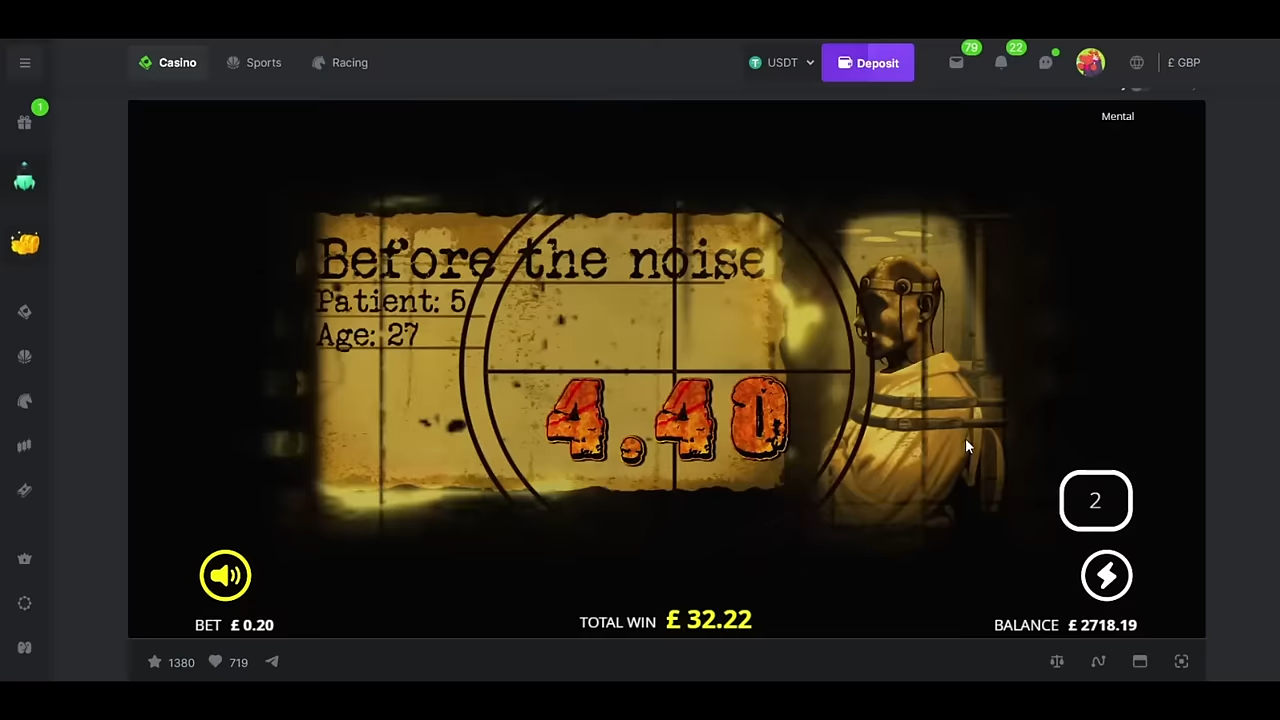 Casino
Sports
Racing
USDT
Deposit
79
22
£ GBP
1
Mental
Before the noise
Patient: 5
Age: 27
4.40
2
BET £ 0.20
TOTAL WIN £ 32.22
BALANCE £ 2718.19
1380
719